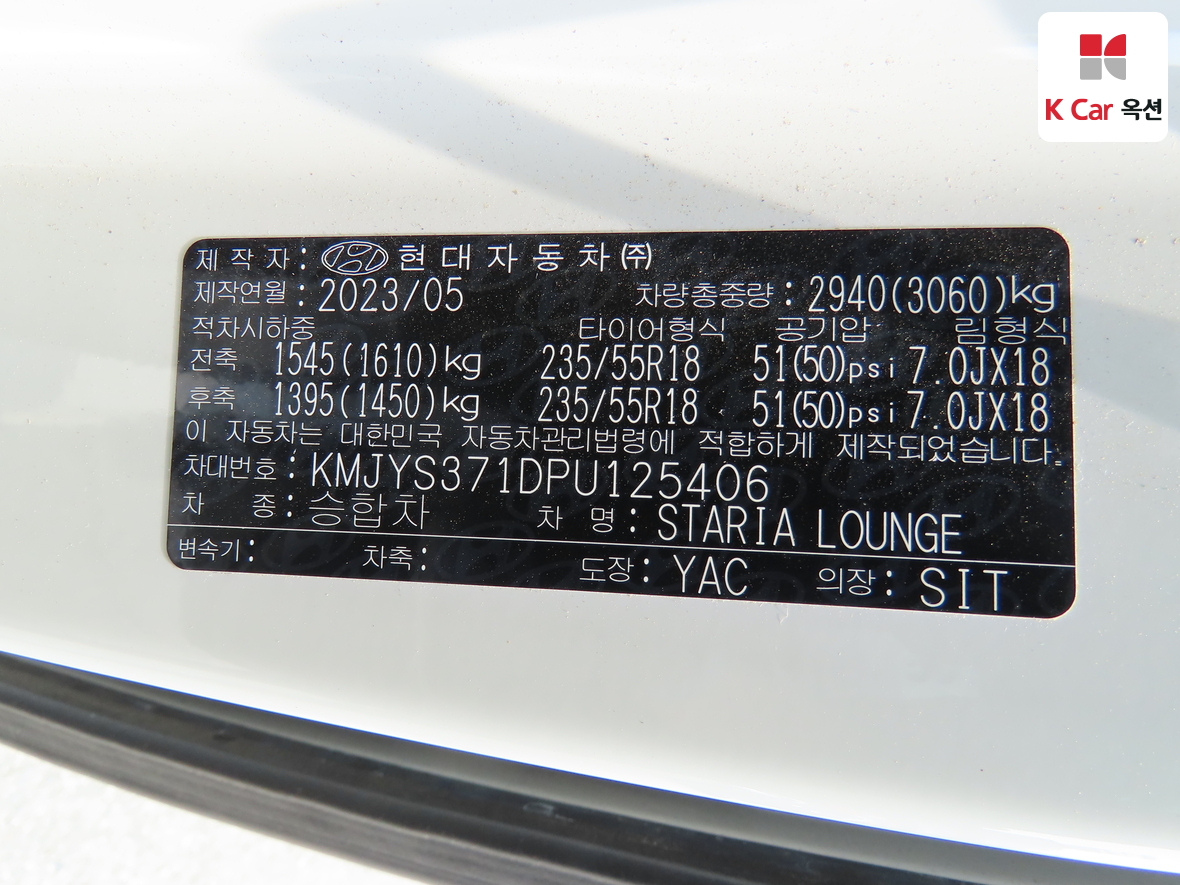 K Car 옥션
제 작 자 : 현 대 자 동 차 ㈜
제작연월 : 2023/05 차량총중량 : 2940(3060)kg
적차시하중 타이어형식 공기압 림형식
전축 1545(1610)kg 235/55R18 51(50)psi 7.0JX18
후축 1395(1450)kg 235/55R18 51(50)psi 7.0JX18
이 자동차는 대한민국 자동차관리법령에 적합하게 제작되었습니다.
차대번호 : KMJYS371DPU125406
차 종 : 승합차 차 명 : STARIA LOUNGE
변속기 : 차축 : 도장 : YAC 의장 : SIT